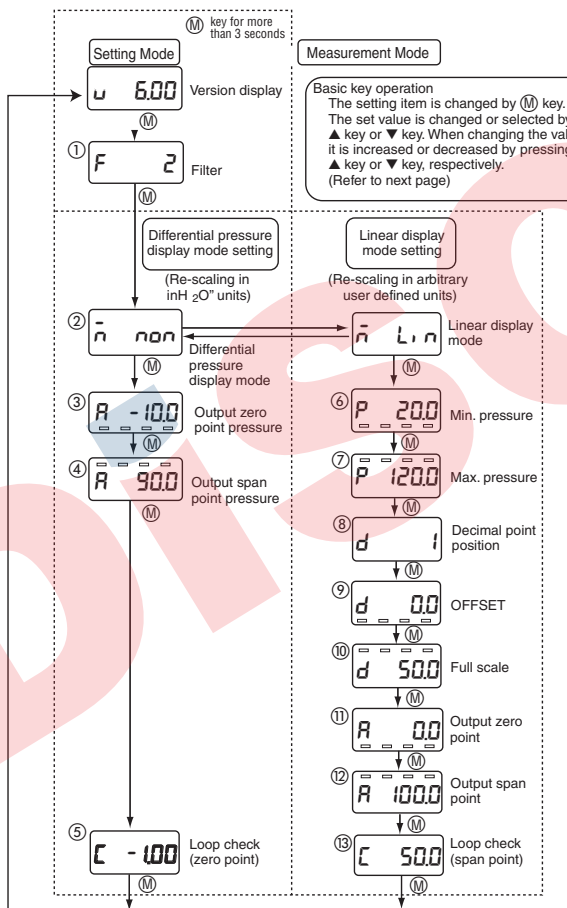 Ⓜ key for more
than 3 seconds
Setting Mode
Measurement Mode
u 6.00 Version display
Ⓜ
Basic key operation
The setting item is changed by Ⓜ key.
The set value is changed or selected by
▲ key or ▼ key. When changing the val
it is increased or decreased by pressing
▲ key or ▼ key, respectively.
(Refer to next page)
① F 2 Filter
Ⓜ
Differential pressure
display mode setting
(Re-scaling in
inH 2O" units)
Linear display
mode setting
(Re-scaling in arbitrary
user defined units)
② n̄ non
Differential
pressure
display mode
Ⓜ
n̄ Lin Linear display
mode
Ⓜ
③ A -10.0 Output zero
point pressure
Ⓜ
④ A 90.0 Output span
point pressure
Ⓜ
⑥ P 20.0 Min. pressure
Ⓜ
⑦ P 120.0 Max. pressure
Ⓜ
⑧ d 1 Decimal point
position
Ⓜ
⑨ d 0.0 OFFSET
Ⓜ
⑩ d 50.0 Full scale
Ⓜ
⑪ A 0.0 Output zero
point
Ⓜ
⑫ A 100.0 Output span
point
Ⓜ
⑤ C -1.00 Loop check
(zero point)
Ⓜ
⑬ C 50.0 Loop check
(span point)
Ⓜ
DISC